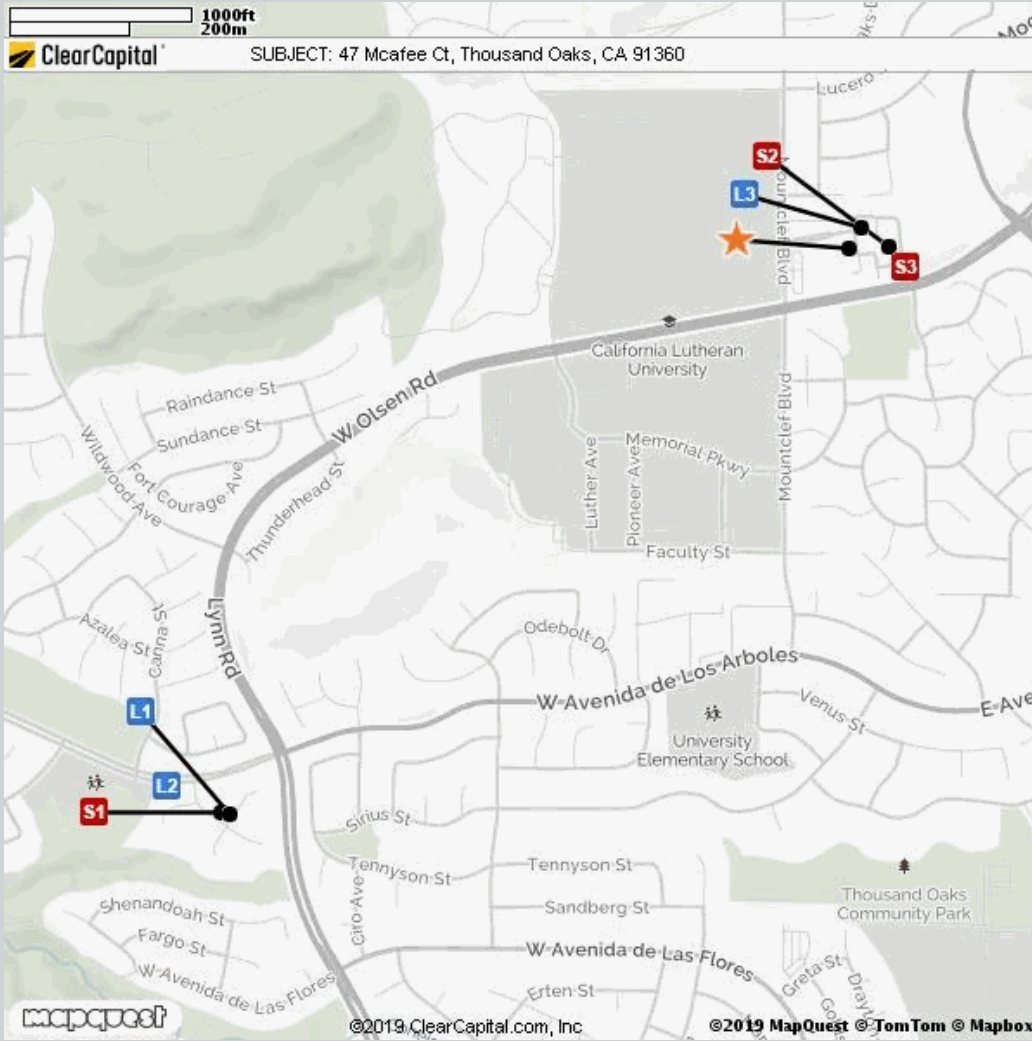 1000ft
200m
ClearCapital
SUBJECT: 47 Mcafee Ct, Thousand Oaks, CA 91360
Lucero
S2
L3
Mountclef Blvd
S3
California Lutheran
University
W Olsen Rd
Raindance St
Sundance St
Wildwood Ave
Fort Courage Ave
Thunderhead St
Mountclef Blvd
Memorial Pkwy
Luther Ave
Pioneer Ave
Faculty St
Lynn Rd
Azalea St
Canna St
Odebolt Dr
W Avenida de Los Arboles
Venus St
E Ave
L1
University
Elementary School
L2
S1
Sirius St
Tennyson St
Tennyson St
Ciro Ave
Sandberg St
Thousand Oaks
Community Park
Shenandoah St
Fargo St
W Avenida de Las Flores
W Avenida de Las Flores
Greta St
Erten St
mapquest
©2019 ClearCapital.com, Inc
©2019 MapQuest © TomTom © Mapbox